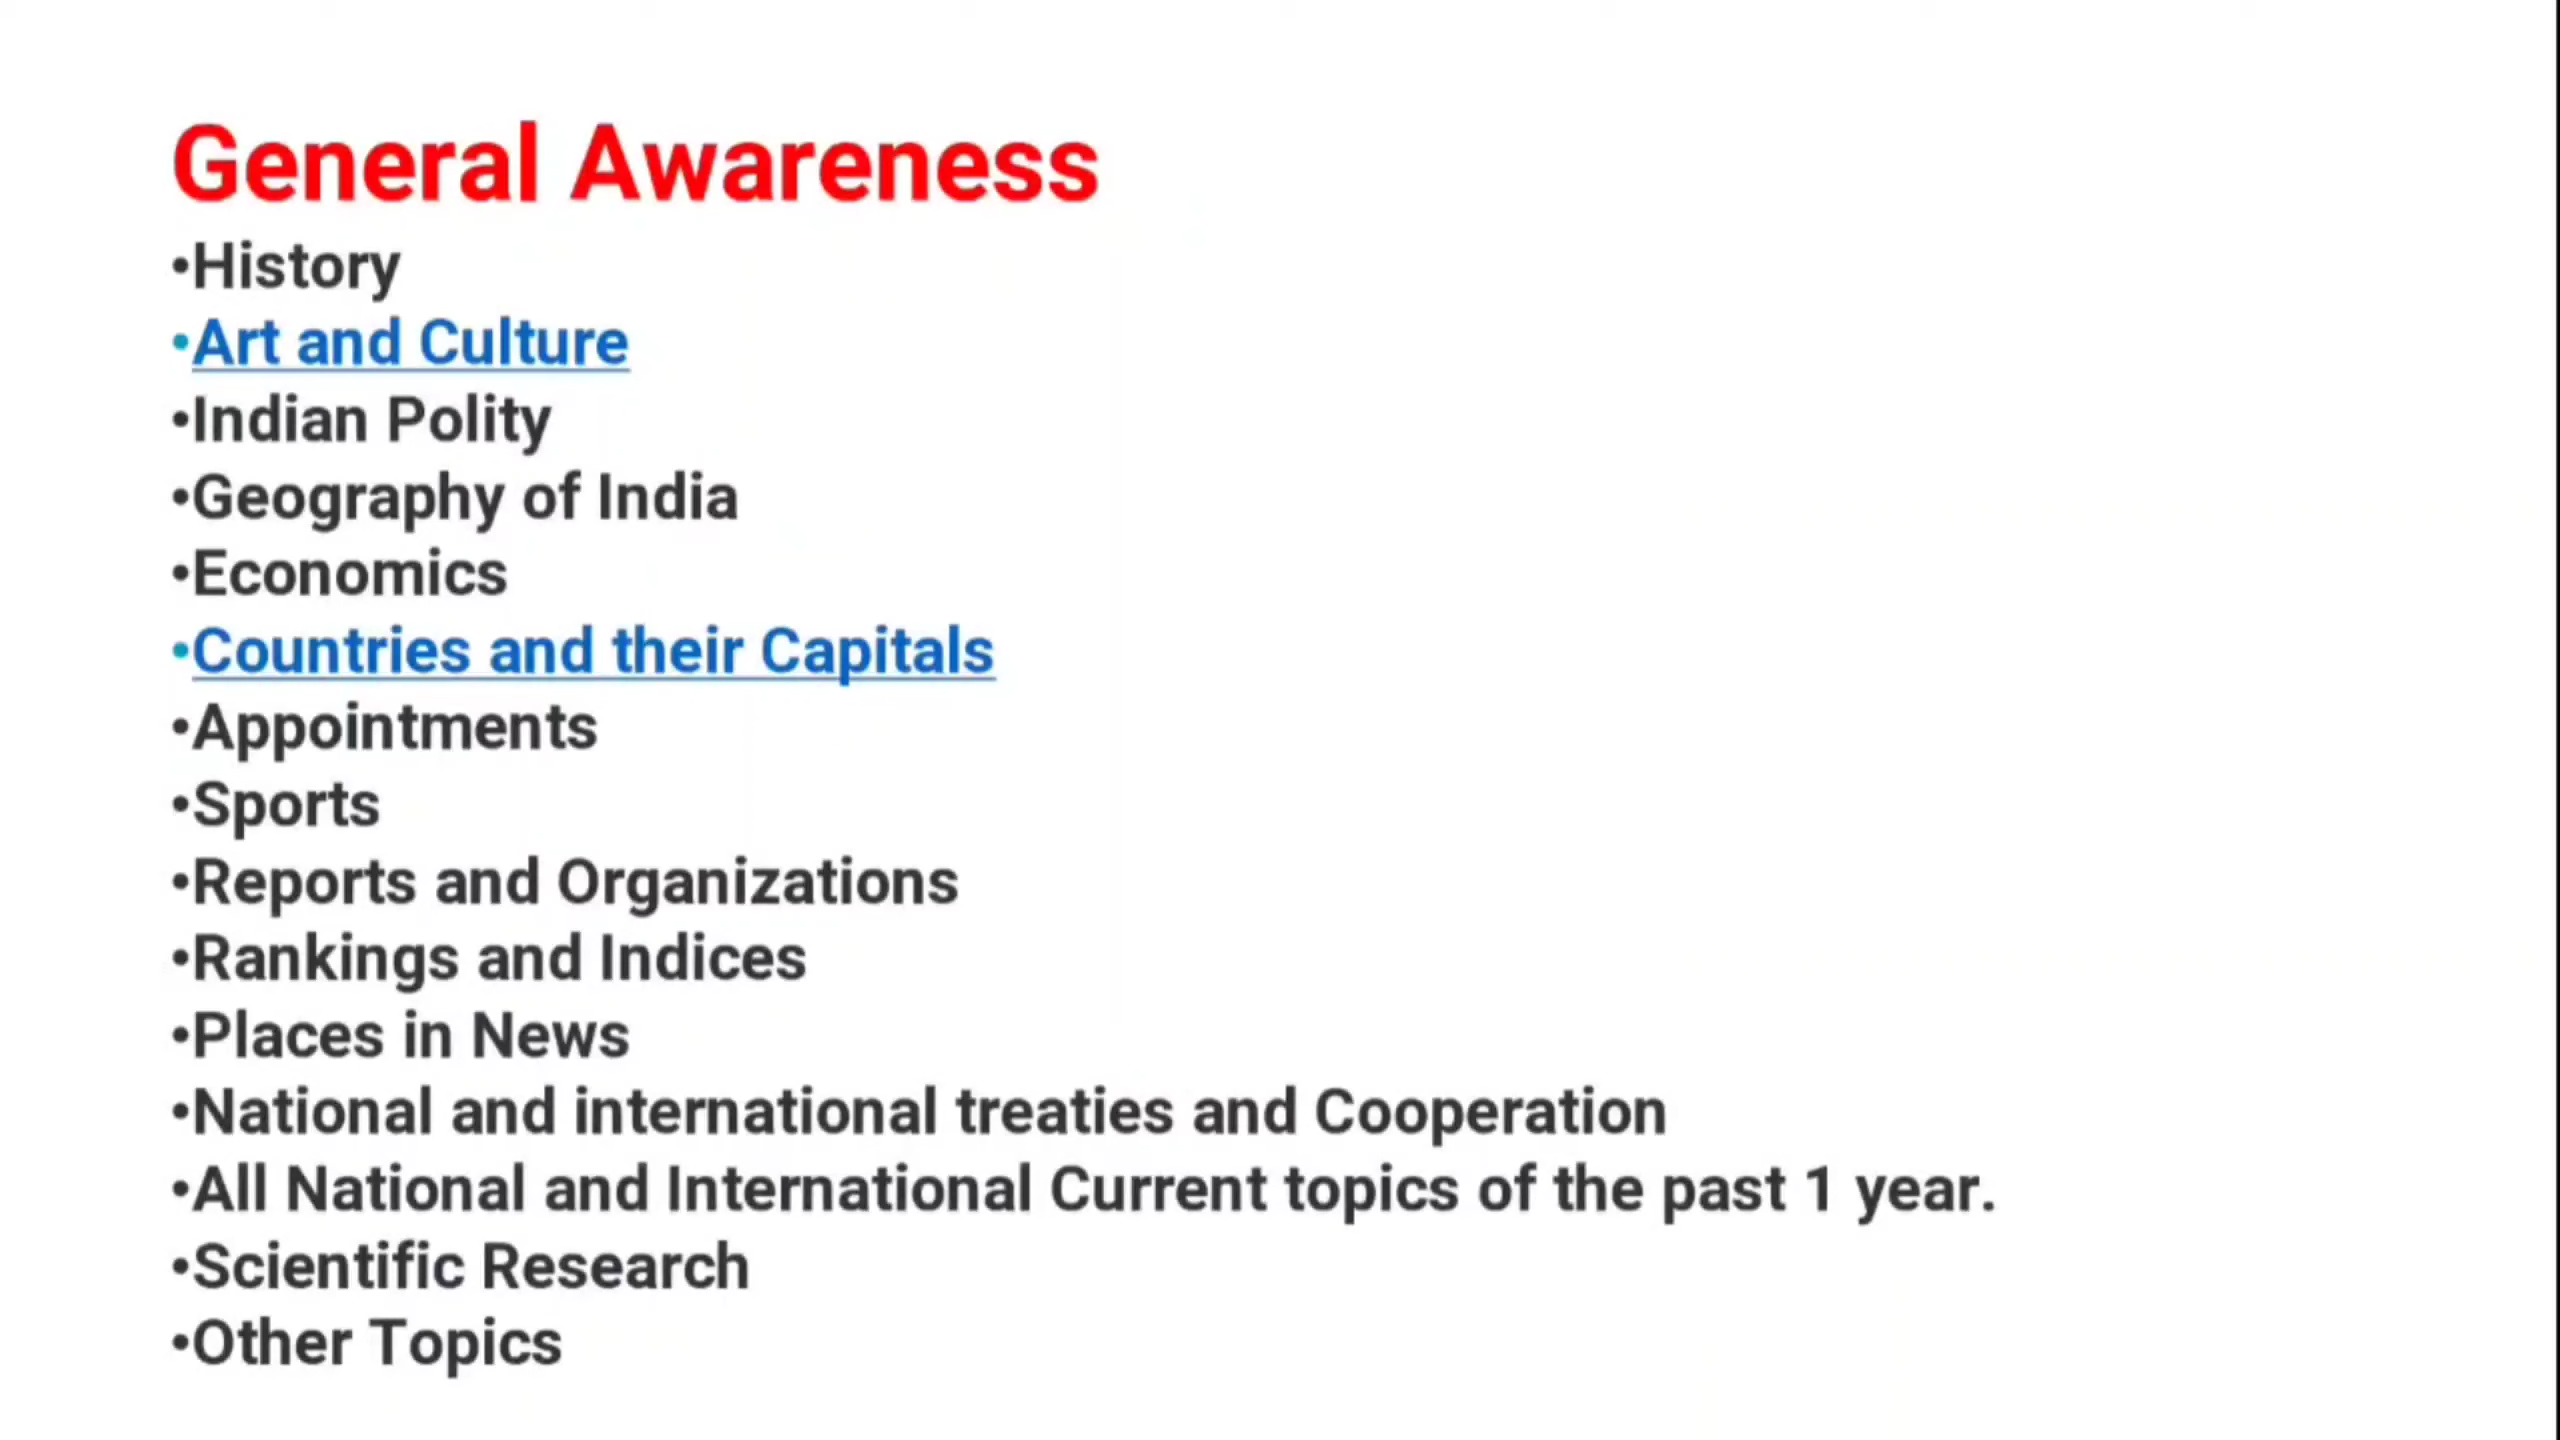 General Awareness
•History
•Art and Culture
•Indian Polity
•Geography of India
•Economics
•Countries and their Capitals
•Appointments
•Sports
•Reports and Organizations
•Rankings and Indices
•Places in News
•National and international treaties and Cooperation
•All National and International Current topics of the past 1 year.
•Scientific Research
•Other Topics